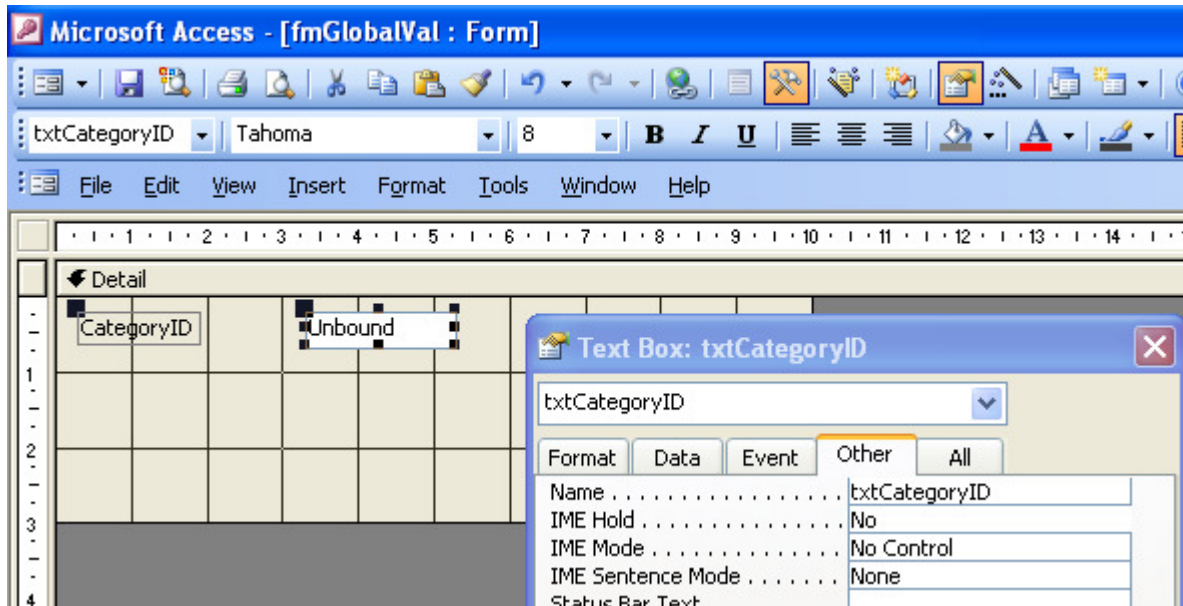 Microsoft Access - [fmGlobalVal : Form]
txtCategoryID Tahoma 8 B I U A
File Edit View Insert Format Tools Window Help
1 2 3 4 5 6 7 8 9 10 11 12 13 14
Detail
CategoryID Unbound
1
2
3
4
Text Box: txtCategoryID
txtCategoryID
Format Data Event Other All
Name . . . . . . . . . . . . . . . . . . txtCategoryID
IME Hold . . . . . . . . . . . . . . . No
IME Mode . . . . . . . . . . . . . . No Control
IME Sentence Mode . . . . . . . None
Status Bar Text